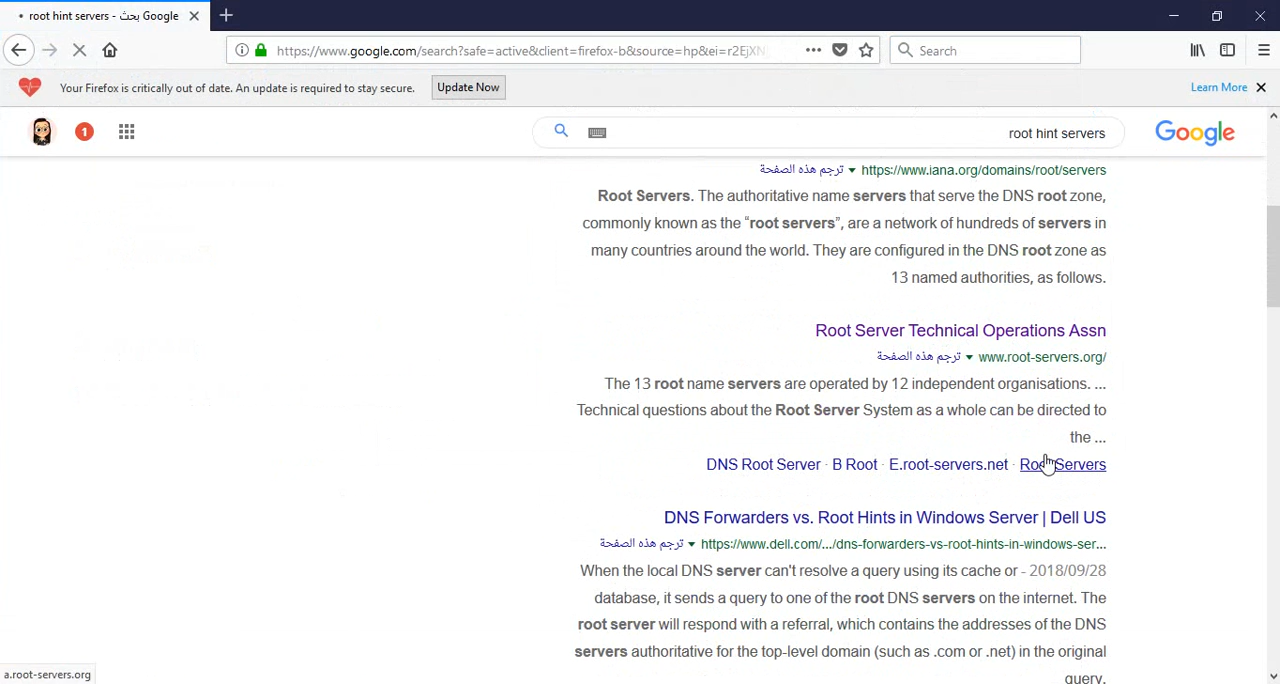 root hint servers - بحث Google
https://www.google.com/search?safe=active&client=firefox-b&source=hp&ei=r2EjXN
Search
Your Firefox is critically out of date. An update is required to stay secure.
Update Now
Learn More
1
root hint servers
Google
https://www.iana.org/domains/root/servers ترجم هذه الصفحة
Root Servers. The authoritative name servers that serve the DNS root zone,
commonly known as the “root servers”, are a network of hundreds of servers in
many countries around the world. They are configured in the DNS root zone as
13 named authorities, as follows.
Root Server Technical Operations Assn
www.root-servers.org/ ترجم هذه الصفحة
The 13 root name servers are operated by 12 independent organisations. ...
Technical questions about the Root Server System as a whole can be directed to
the ...
DNS Root Server · B Root · E.root-servers.net · Root Servers
DNS Forwarders vs. Root Hints in Windows Server | Dell US
https://www.dell.com/.../dns-forwarders-vs-root-hints-in-windows-ser... ترجم هذه الصفحة
When the local DNS server can't resolve a query using its cache or - 2018/09/28
database, it sends a query to one of the root DNS servers on the internet. The
root server will respond with a referral, which contains the addresses of the DNS
servers authoritative for the top-level domain (such as .com or .net) in the original
query.
a.root-servers.org